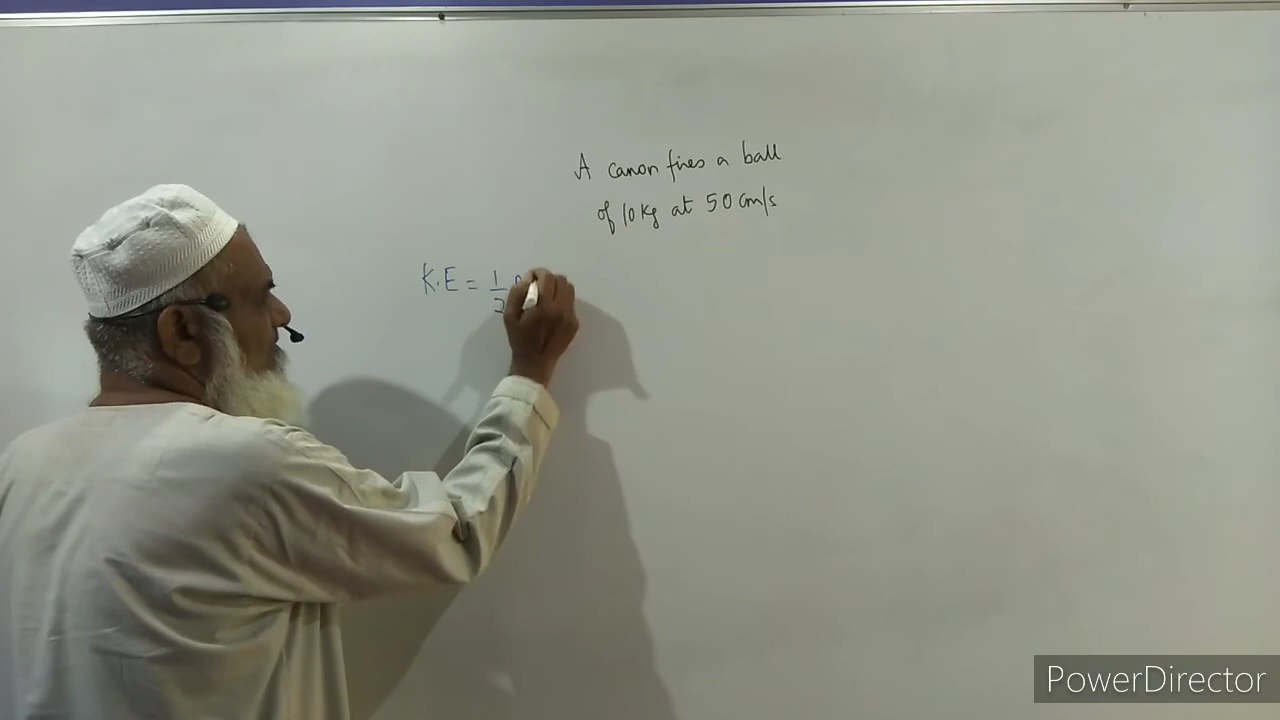 A canon fires a ball
of 10 Kg at 50 cm/s
K.E = 1/2
PowerDirector